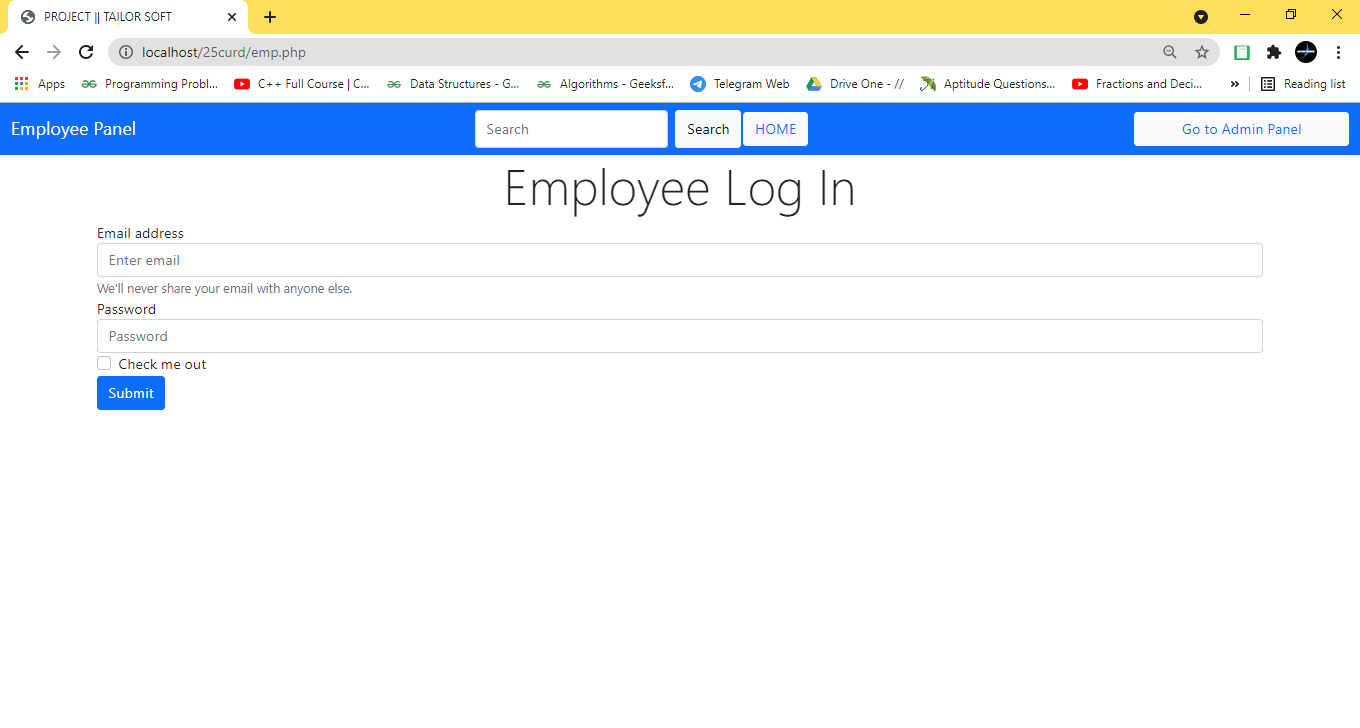 PROJECT || TAILOR SOFT
localhost/25curd/emp.php
Apps Programming Probl... C++ Full Course | C... Data Structures - G... Algorithms - Geeksf... Telegram Web Drive One - // Aptitude Questions... Fractions and Deci... » Reading list
Employee Panel Search Search HOME Go to Admin Panel
Employee Log In
Email address
Enter email
We'll never share your email with anyone else.
Password
Password
Check me out
Submit